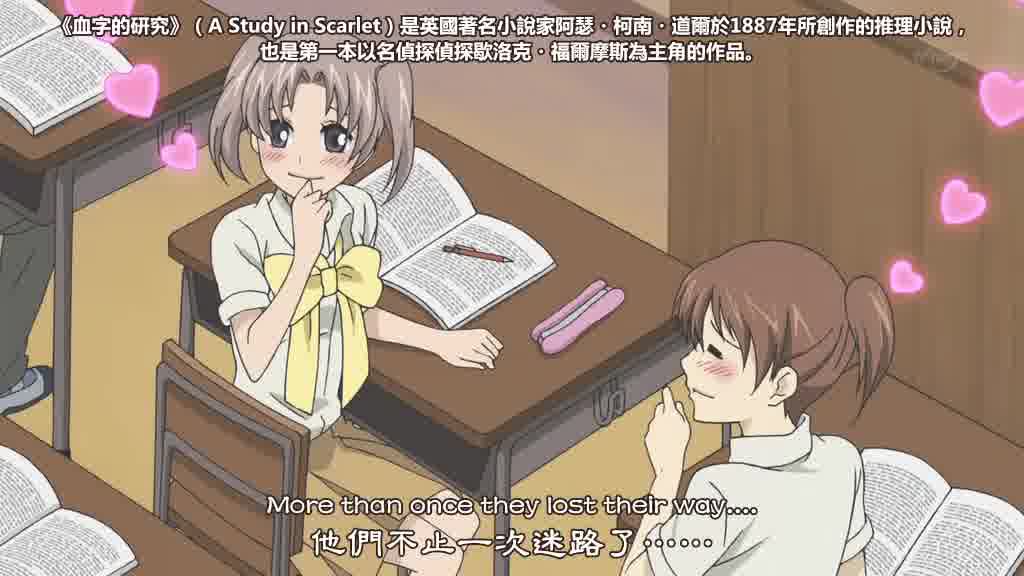 《血字的研究》（A Study in Scarlet）是英國著名小說家阿瑟·柯南·道爾於1887年所創作的推理小說，
也是第一本以名偵探偵探歇洛克·福爾摩斯為主角的作品。
More than once they lost their way....
他們不止一次迷路了……